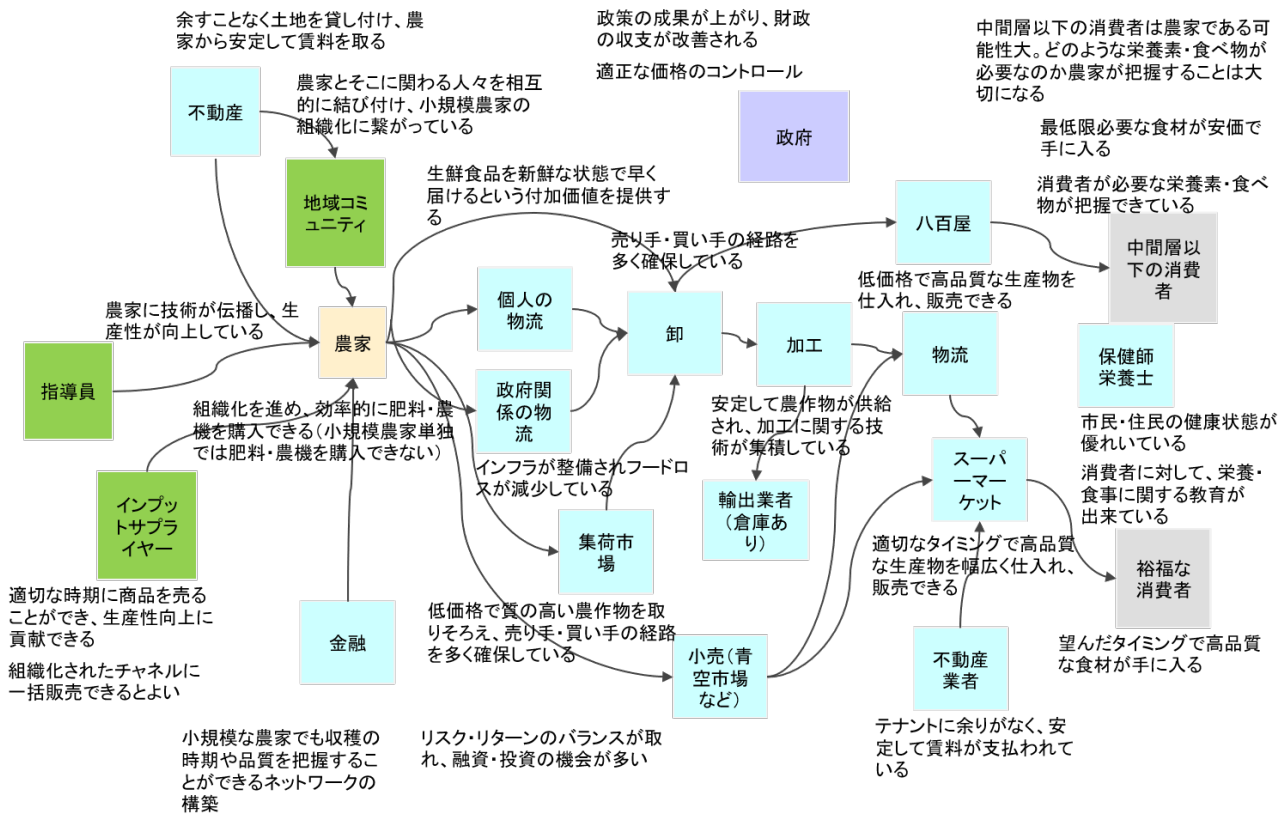 余すことなく土地を貸し付け、農
家から安定して賃料を取る
政策の成果が上がり、財政
の収支が改善される
適正な価格のコントロール
中間層以下の消費者は農家である可
能性大。どのような栄養素・食べ物が
必要なのか農家が把握することは大
切になる
不動産
農家とそこに関わる人々を相互
的に結び付け、小規模農家の
組織化に繋がっている
政府
最低限必要な食材が安価で
手に入る
地域コミ
ュニティ
生鮮食品を新鮮な状態で早く
届けるという付加価値を提供す
る
消費者が必要な栄養素・食べ
物が把握できている
八百屋
売り手・買い手の経路を
多く確保している
中間層以
下の消費
者
低価格で高品質な生産物を
仕入れ、販売できる
農家に技術が伝播し、生
産性が向上している
個人の
物流
農家
卸
加工
物流
保健師
栄養士
指導員
政府関
係の物
流
組織化を進め、効率的に肥料・農
機を購入できる（小規模農家単独
では肥料・農機を購入できない）
安定して農作物が供給
され、加工に関する技
術が集積している
市民・住民の健康状態が
優れいている
インフラが整備されフードロ
スが減少している
スーパ
ーマー
ケット
消費者に対して、栄養・
食事に関する教育が
出来ている
インプッ
トサプラ
イヤー
輸出業者
（倉庫あ
り）
集荷市
場
適切なタイミングで高品質
な生産物を幅広く仕入れ、
販売できる
裕福な
消費者
適切な時期に商品を売る
ことができ、生産性向上に
貢献できる
金融
低価格で質の高い農作物を取
りそろえ、売り手・買い手の経路
を多く確保している
小売（青
空市場
など）
不動産
業者
望んだタイミングで高品質
な食材が手に入る
組織化されたチャネルに
一括販売できるとよい
テナントに余りがなく、安
定して賃料が支払われて
いる
小規模な農家でも収穫の
時期や品質を把握するこ
とができるネットワークの
構築
リスク・リターンのバランスが取
れ、融資・投資の機会が多い